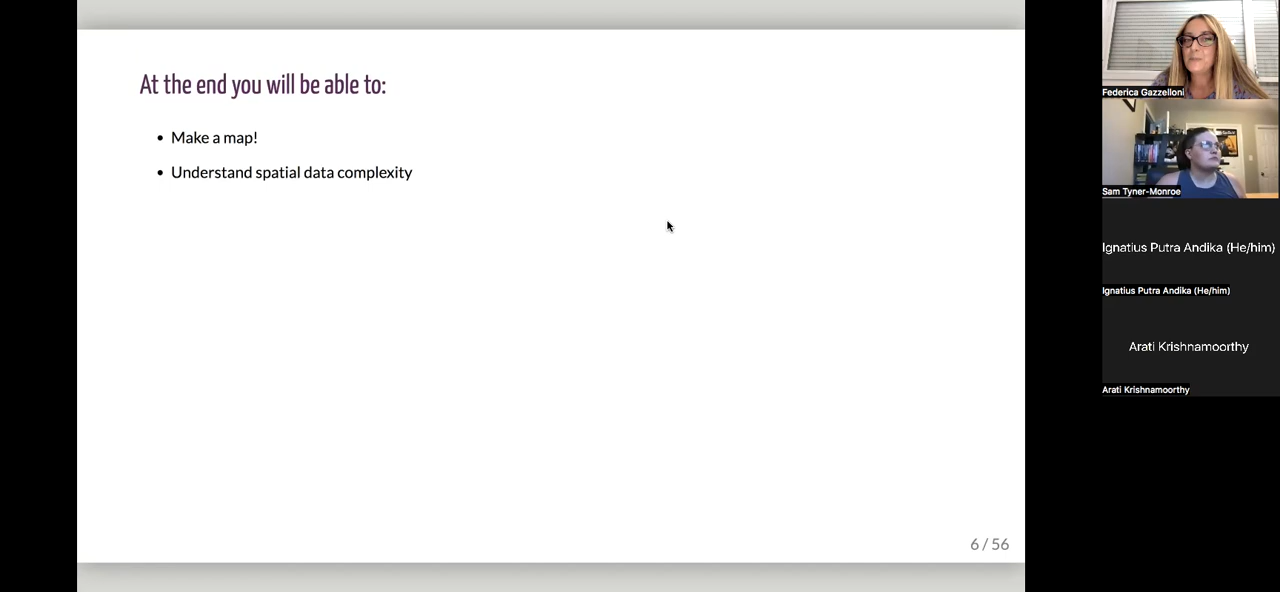 At the end you will be able to:
• Make a map!
• Understand spatial data complexity
6 / 56
Federica Gazzelloni
Sam Tyner-Monroe
Ignatius Putra Andika (He/him)
Ignatius Putra Andika (He/him)
Arati Krishnamoorthy
Arati Krishnamoorthy